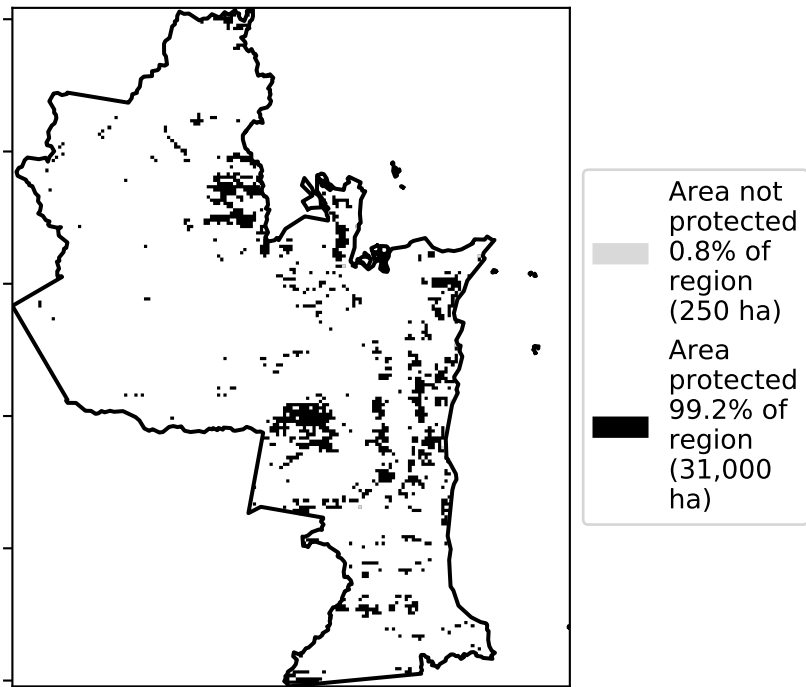 Area not
protected
0.8% of
region
(250 ha)
Area
protected
99.2% of
region
(31,000
ha)